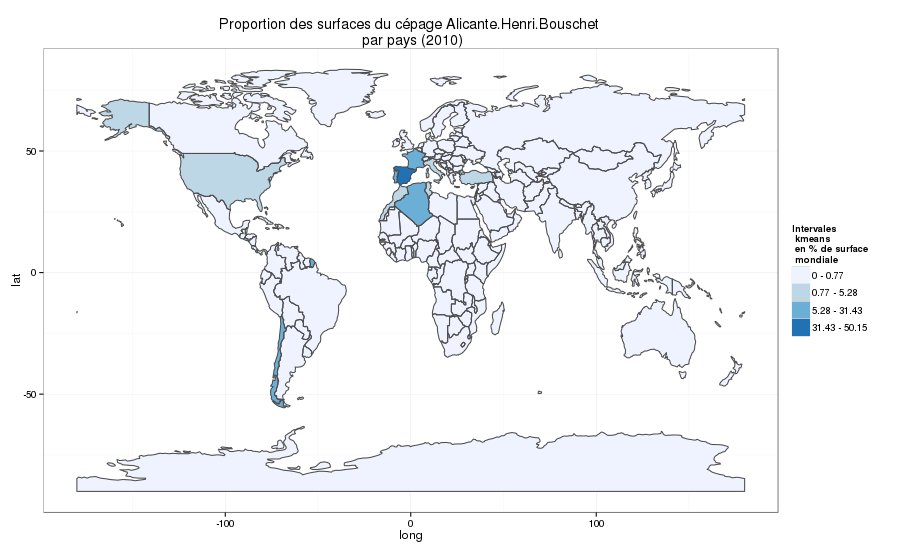 Proportion des surfaces du cépage Alicante.Henri.Bouschet
par pays (2010)
50
0
-50
lat
-100
0
100
long
Intervales
kmeans
en % de surface
mondiale
0 - 0.77
0.77 - 5.28
5.28 - 31.43
31.43 - 50.15